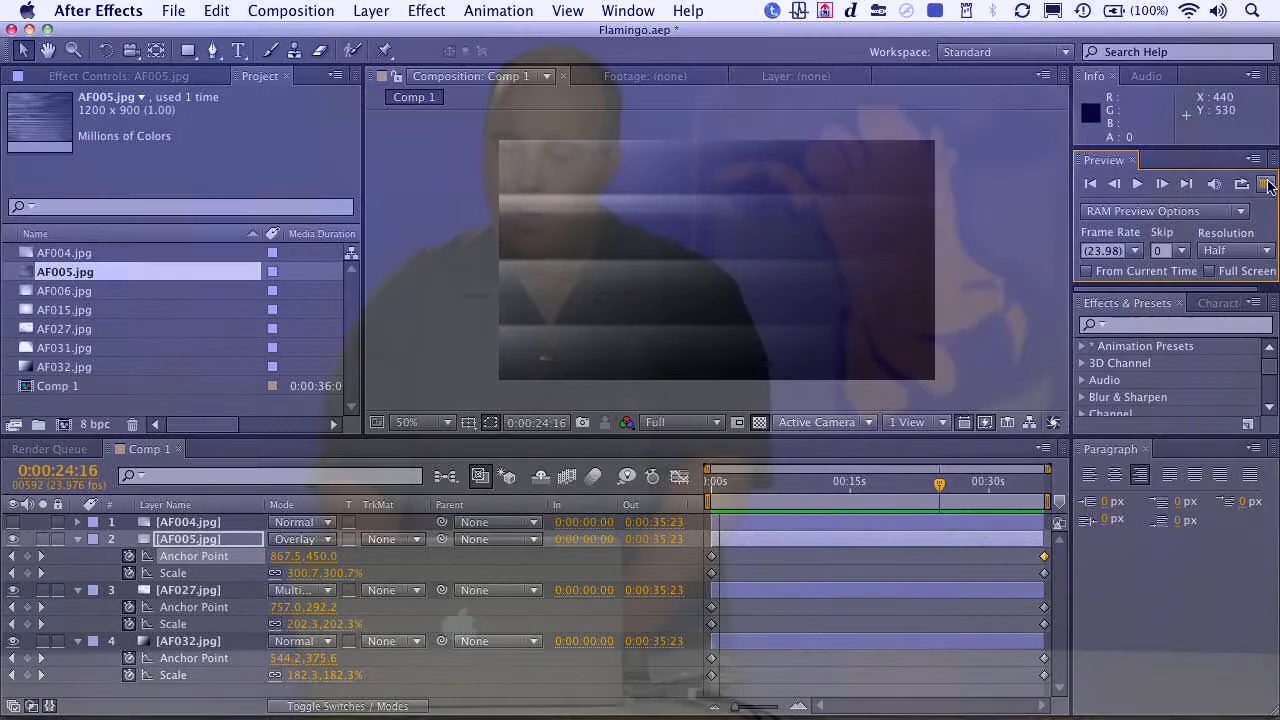 After Effects File Edit Composition Layer Effect Animation View Window Help (100%)
Flamingo.aep *
Workspace: Standard Search Help
Effect Controls: AF005.jpg Project Composition: Comp 1 Footage: (none) Layer: (none) Info Audio
AF005.jpg , used 1 time
1200 x 900 (1.00)
Millions of Colors
Comp 1
R :
G :
B :
A : 0
X : 440
Y : 530
Preview
RAM Preview Options
Frame Rate Skip Resolution
(23.98) 0 Half
From Current Time Full Screen
Name Media Duration
AF004.jpg
AF005.jpg
AF006.jpg
AF015.jpg
AF027.jpg
AF031.jpg
AF032.jpg
Comp 1 0:00:36:0
8 bpc
50% 0:00:24:16 Full Active Camera 1 View
Effects & Presets Charact
* Animation Presets
3D Channel
Audio
Blur & Sharpen
Channel
Render Queue Comp 1
0:00:24:16
00592 (23.976 fps)
0:00s 00:15s 00:30s
# Layer Name Mode T TrkMat Parent In Out
1 [AF004.jpg] Normal None 0:00:00:00 0:00:35:23
2 [AF005.jpg] Overlay None None 0:00:00:00 0:00:35:23
Anchor Point 867.5,450.0
Scale 300.7,300.7%
3 [AF027.jpg] Multi... None None 0:00:00:00 0:00:35:23
Anchor Point 757.0,292.2
Scale 202.3,202.3%
4 [AF032.jpg] Normal None None 0:00:00:00 0:00:35:23
Anchor Point 544.2,375.6
Scale 182.3,182.3%
Toggle Switches / Modes
Paragraph
0 px 0 px 0 px
0 px 0 px